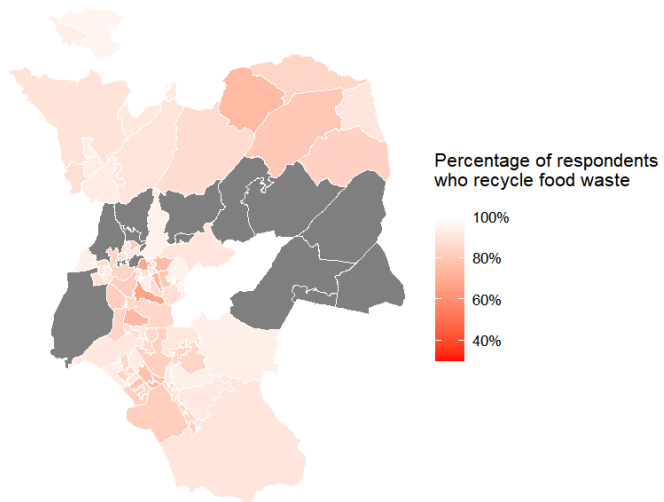 Percentage of respondents
who recycle food waste
100%
80%
60%
40%